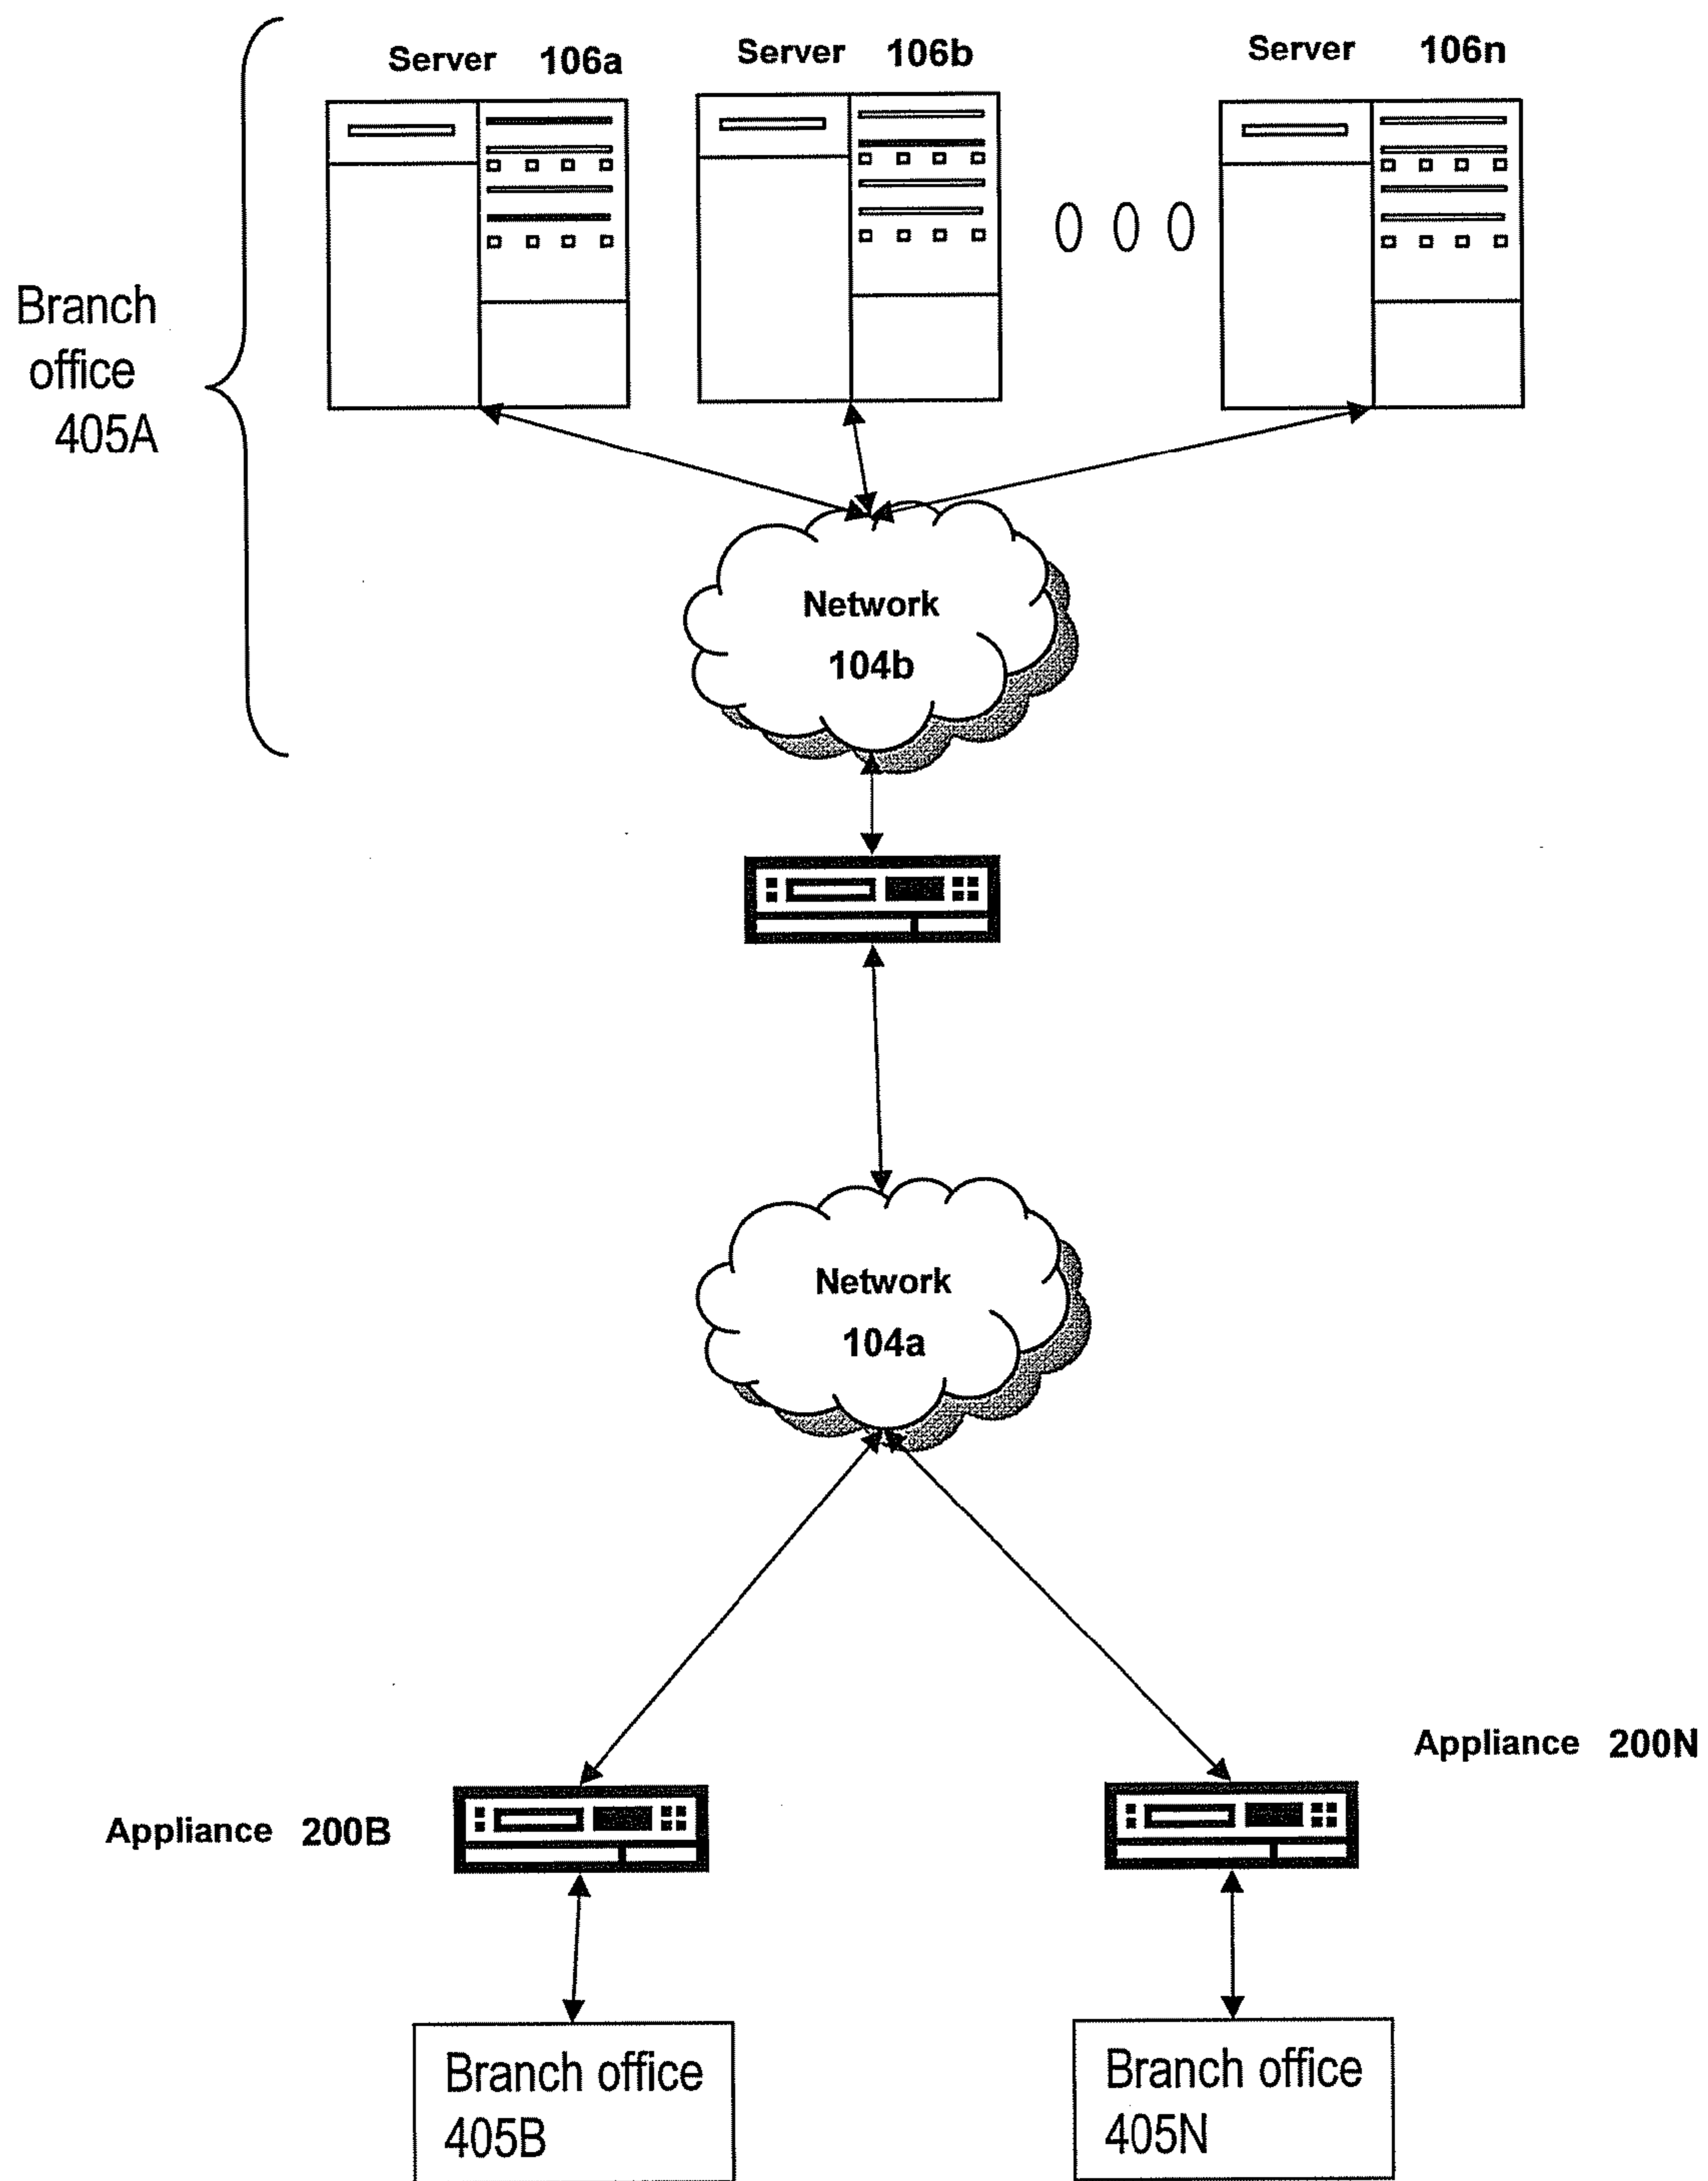 Server 106a
Server 106b
Server 106n
Branch
office
405A
Network
104b
Network
104a
Appliance 200N
Appliance 200B
Branch office
405B
Branch office
405N